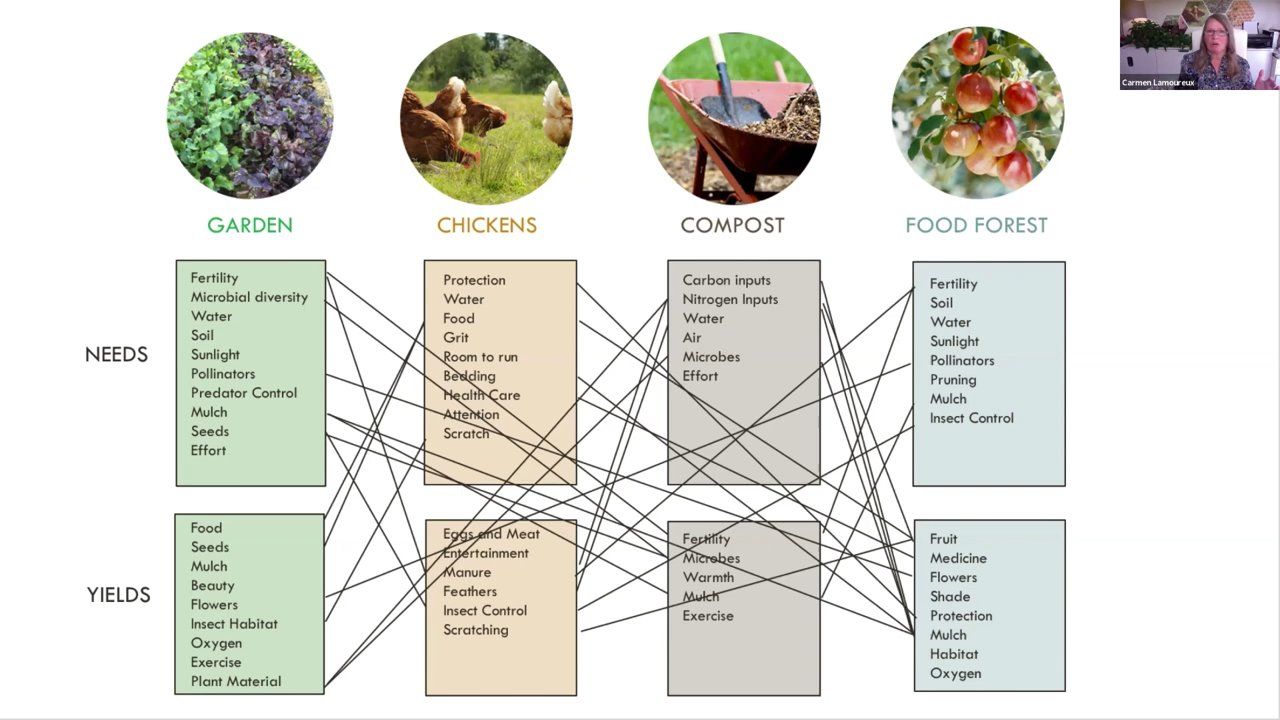 Carmen Lamoureux
GARDEN
CHICKENS
COMPOST
FOOD FOREST
NEEDS
Fertility
Microbial diversity
Water
Soil
Sunlight
Pollinators
Predator Control
Mulch
Seeds
Effort
Protection
Water
Food
Grit
Room to run
Bedding
Health Care
Attention
Scratch
Carbon inputs
Nitrogen Inputs
Water
Air
Microbes
Effort
Fertility
Soil
Water
Sunlight
Pollinators
Pruning
Mulch
Insect Control
YIELDS
Food
Seeds
Mulch
Beauty
Flowers
Insect Habitat
Oxygen
Exercise
Plant Material
Eggs and Meat
Entertainment
Manure
Feathers
Insect Control
Scratching
Fertility
Microbes
Warmth
Mulch
Exercise
Fruit
Medicine
Flowers
Shade
Protection
Mulch
Habitat
Oxygen